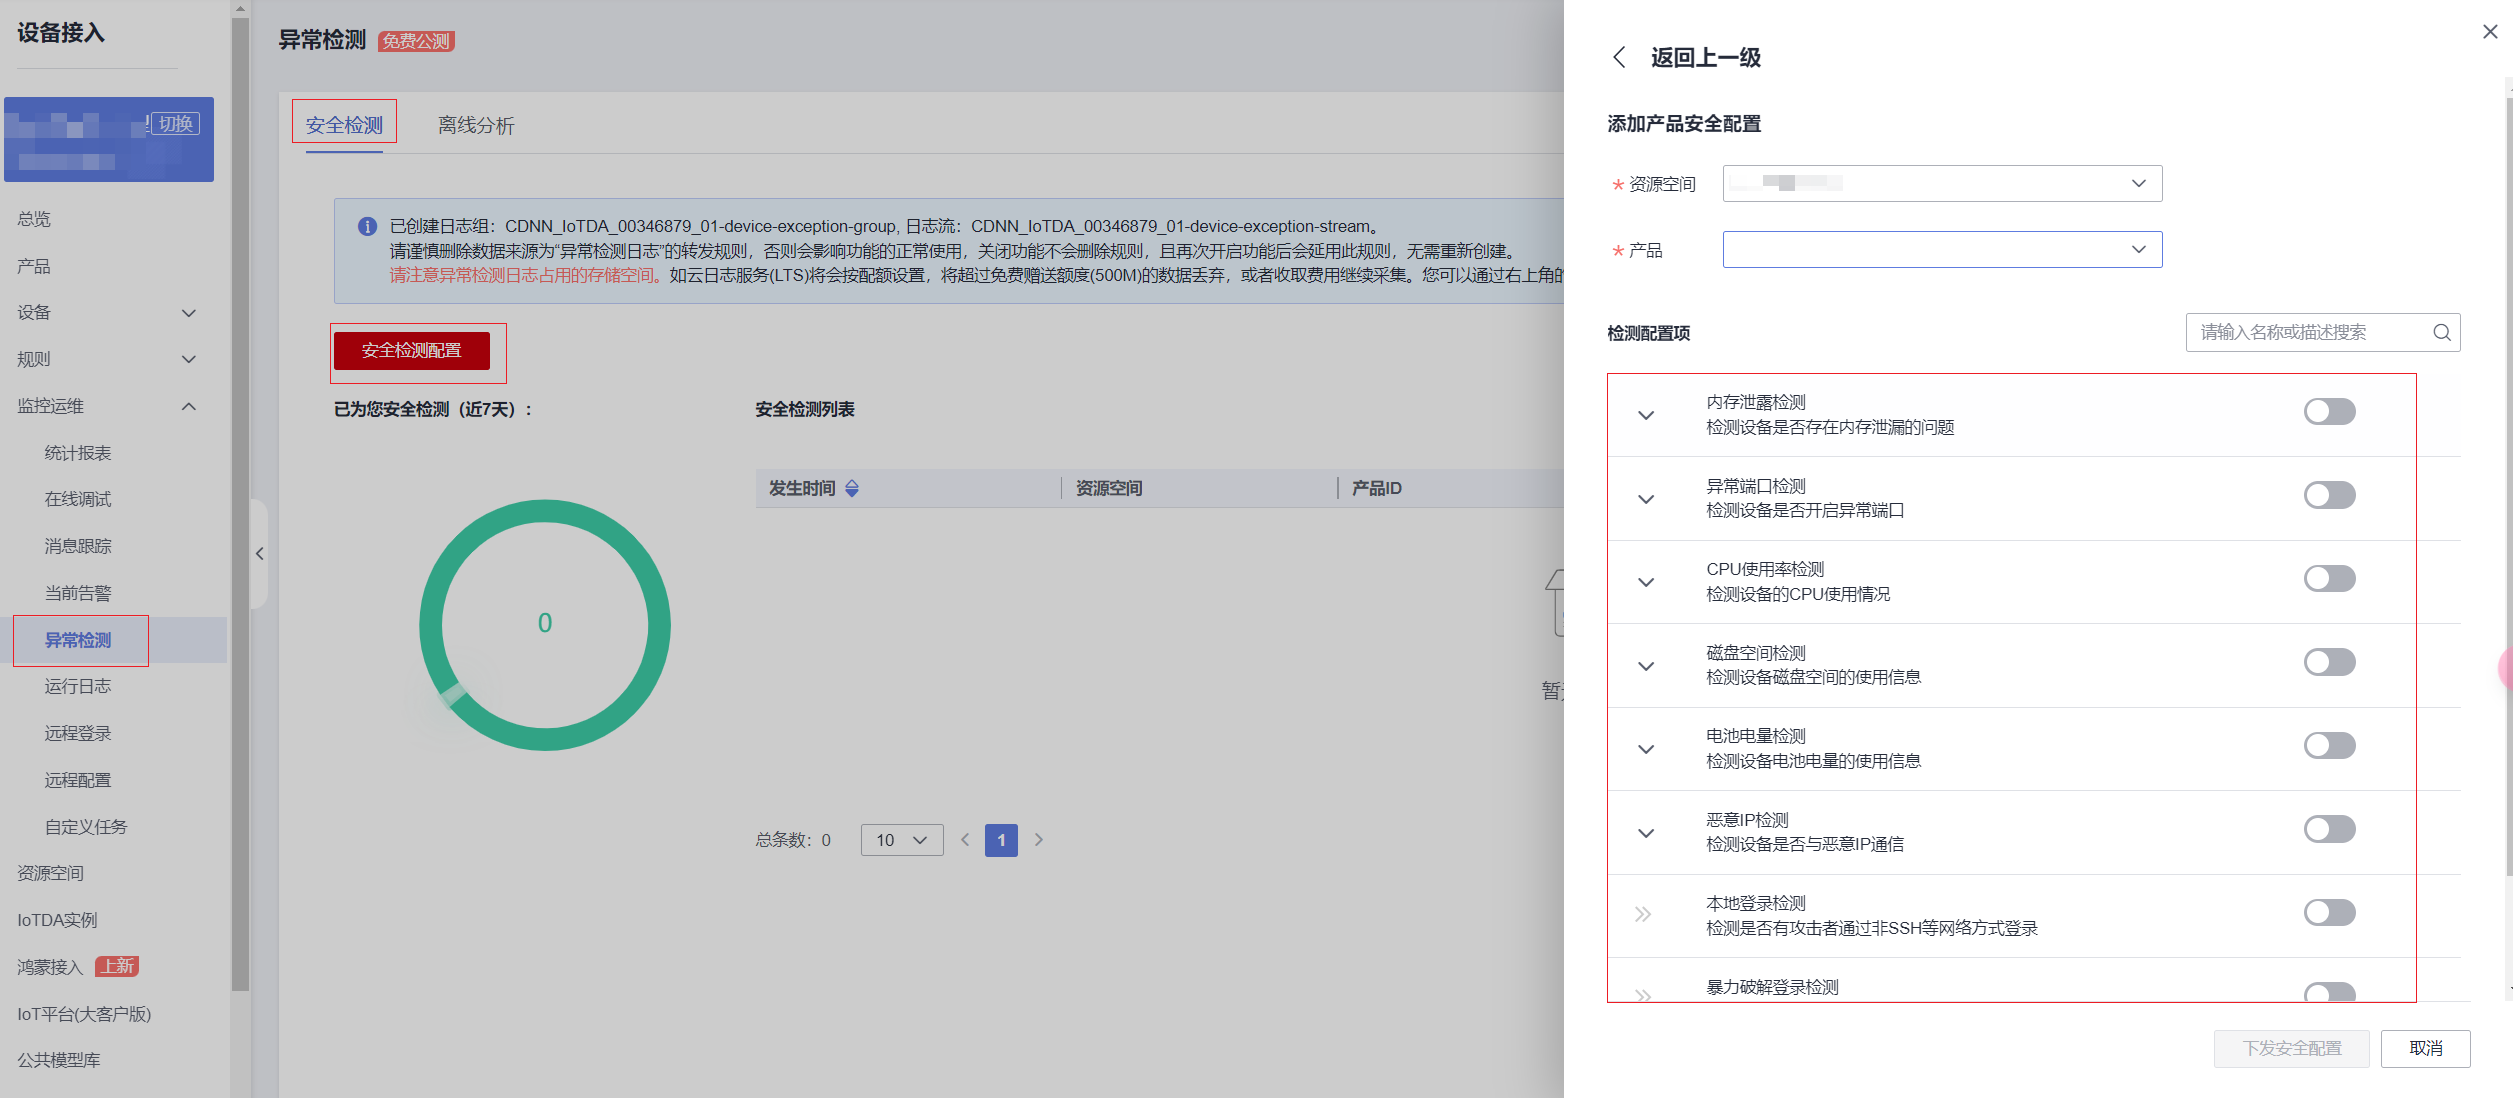 设备接入
切换
总览
产品
设备
规则
监控运维
统计报表
在线调试
消息跟踪
当前告警
异常检测
运行日志
远程登录
远程配置
自定义任务
资源空间
IoTDA实例
鸿蒙接入 上新
IoT平台(大客户版)
公共模型库
异常检测 免费公测
安全检测 离线分析
已创建日志组：CDNN_IoTDA_00346879_01-device-exception-group, 日志流：CDNN_IoTDA_00346879_01-device-exception-stream。
请谨慎删除数据来源为“异常检测日志”的转发规则，否则会影响功能的正常使用，关闭功能不会删除规则，且再次开启功能后会延用此规则，无需重新创建。
请注意异常检测日志占用的存储空间。如云日志服务(LTS)将会按配额设置，将超过免费赠送额度(500M)的数据丢弃，或者收取费用继续采集。您可以通过右上角的
安全检测配置
已为您安全检测（近7天）:
0
安全检测列表
发生时间 资源空间 产品ID
暂
总条数：0 10 1
返回上一级
添加产品安全配置
* 资源空间
* 产品
检测配置项
请输入名称或描述搜索
内存泄露检测
检测设备是否存在内存泄漏的问题
异常端口检测
检测设备是否开启异常端口
CPU使用率检测
检测设备的CPU使用情况
磁盘空间检测
检测设备磁盘空间的使用信息
电池电量检测
检测设备电池电量的使用信息
恶意IP检测
检测设备是否与恶意IP通信
本地登录检测
检测是否有攻击者通过非SSH等网络方式登录
暴力破解登录检测
下发安全配置 取消